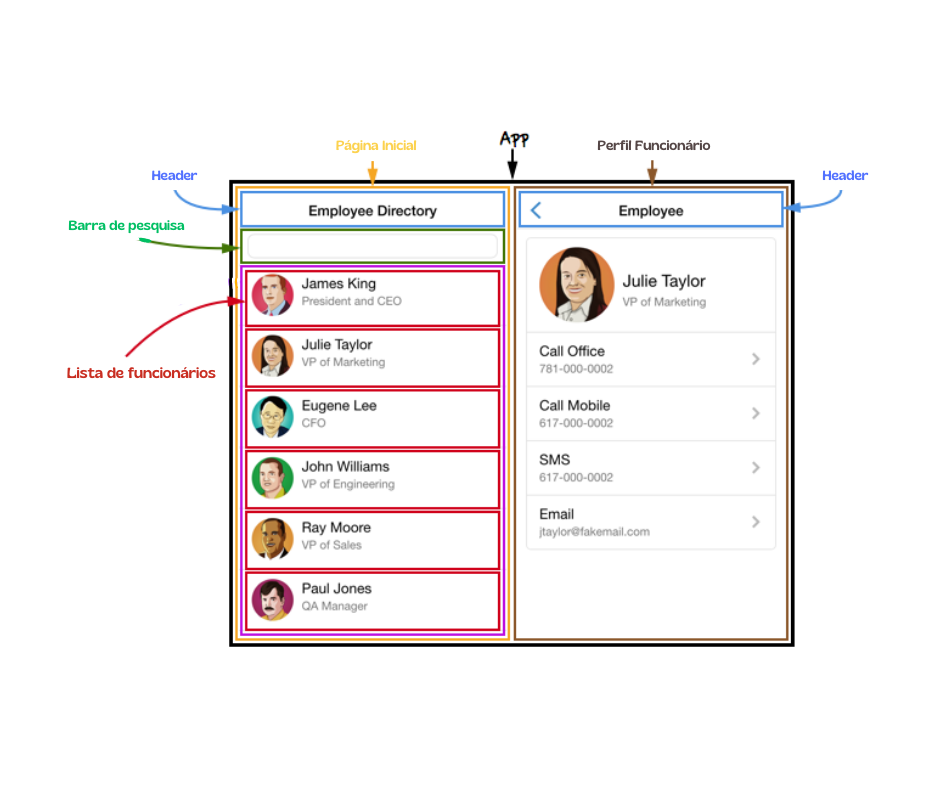 App
Página Inicial
Perfil Funcionário
Header
Header
Barra de pesquisa
Lista de funcionários
Employee Directory
James King
President and CEO
Julie Taylor
VP of Marketing
Eugene Lee
CFO
John Williams
VP of Engineering
Ray Moore
VP of Sales
Paul Jones
QA Manager
Employee
Julie Taylor
VP of Marketing
Call Office
781-000-0002
Call Mobile
617-000-0002
SMS
617-000-0002
Email
jtaylor@fakemail.com